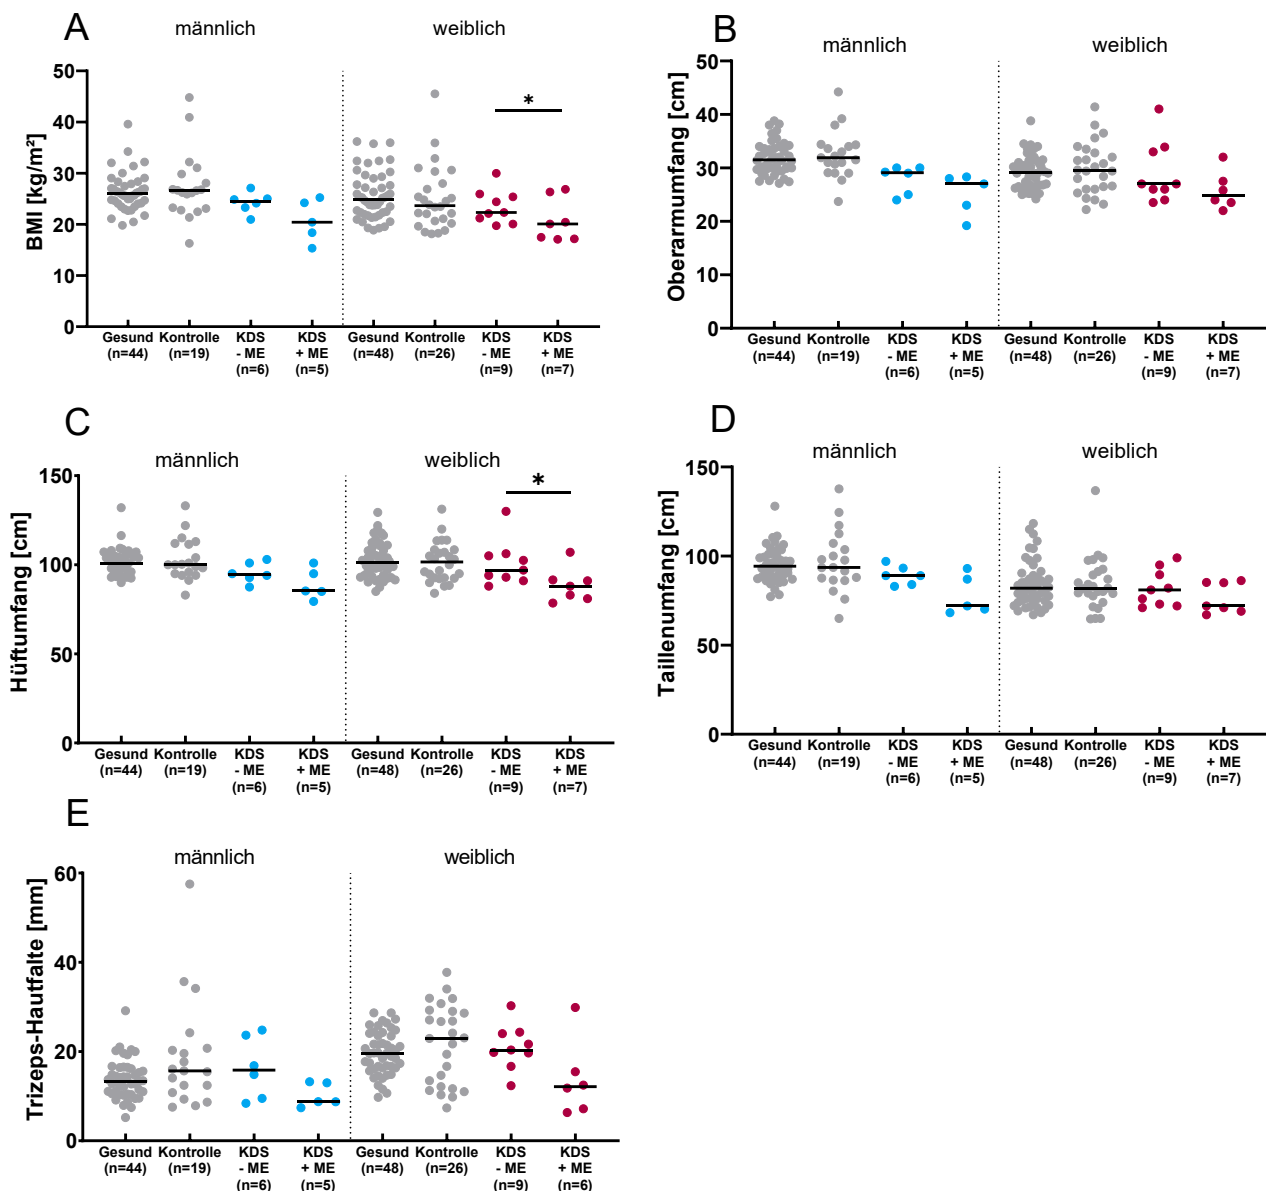 A
männlich
weiblich
BMI [kg/m²]
50
40
30
20
10
0
*
Gesund Kontrolle KDS KDS Gesund Kontrolle KDS KDS
(n=44) (n=19) - ME + ME (n=48) (n=26) - ME + ME
(n=6) (n=5) (n=9) (n=7)
B
männlich
weiblich
Oberarmumfang [cm]
50
40
30
20
10
0
Gesund Kontrolle KDS KDS Gesund Kontrolle KDS KDS
(n=44) (n=19) - ME + ME (n=48) (n=26) - ME + ME
(n=6) (n=5) (n=9) (n=7)
C
männlich
weiblich
Hüftumfang [cm]
150
100
50
0
*
Gesund Kontrolle KDS KDS Gesund Kontrolle KDS KDS
(n=44) (n=19) - ME + ME (n=48) (n=26) - ME + ME
(n=6) (n=5) (n=9) (n=7)
D
männlich
weiblich
Taillenumfang [cm]
150
100
50
0
Gesund Kontrolle KDS KDS Gesund Kontrolle KDS KDS
(n=44) (n=19) - ME + ME (n=48) (n=26) - ME + ME
(n=6) (n=5) (n=9) (n=7)
E
männlich
weiblich
Trizeps-Hautfalte [mm]
60
40
20
0
Gesund Kontrolle KDS KDS Gesund Kontrolle KDS KDS
(n=44) (n=19) - ME + ME (n=48) (n=26) - ME + ME
(n=6) (n=5) (n=9) (n=6)